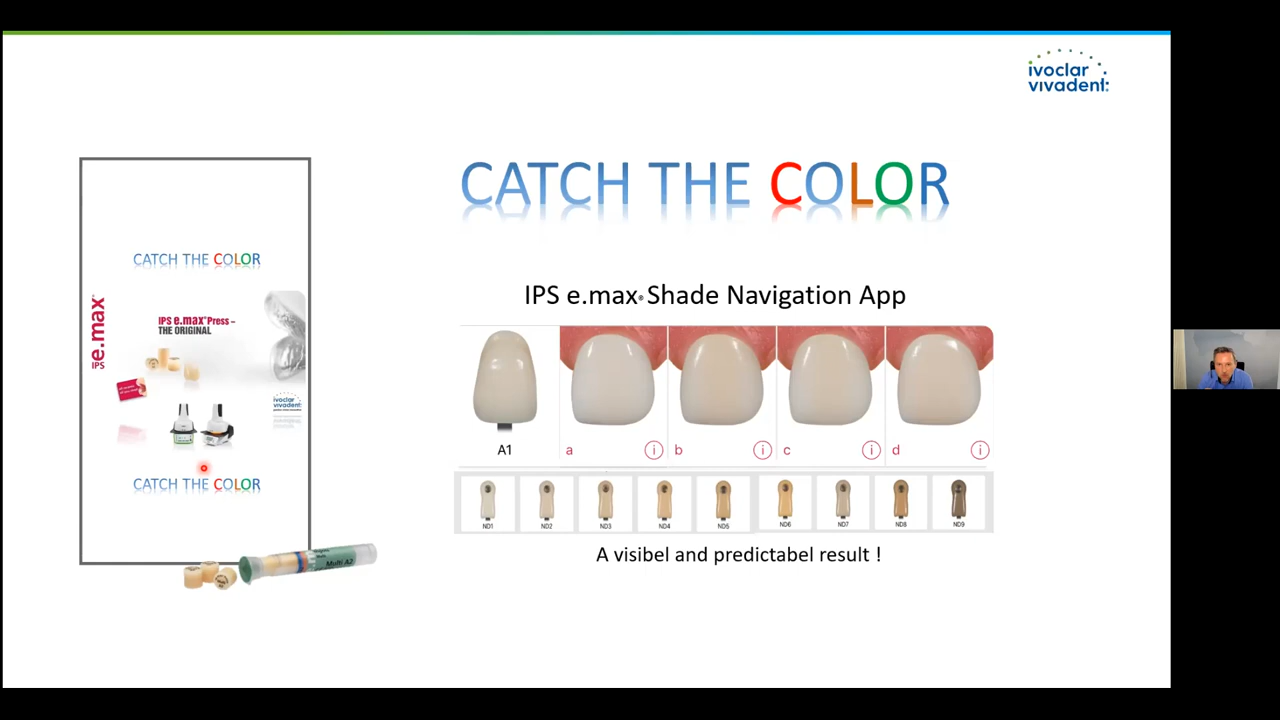 ivoclar
vivadent:
CATCH THE COLOR
CATCH THE COLOR
IPS e.max
IPS e.max® Press –
THE ORIGINAL
ivoclar
vivadent:
CATCH THE COLOR
Multi A2
IPS e.max® Shade Navigation App
A1
a
i
b
i
c
i
d
i
ND1
ND2
ND3
ND4
ND5
ND6
ND7
ND8
ND9
A visibel and predictabel result !